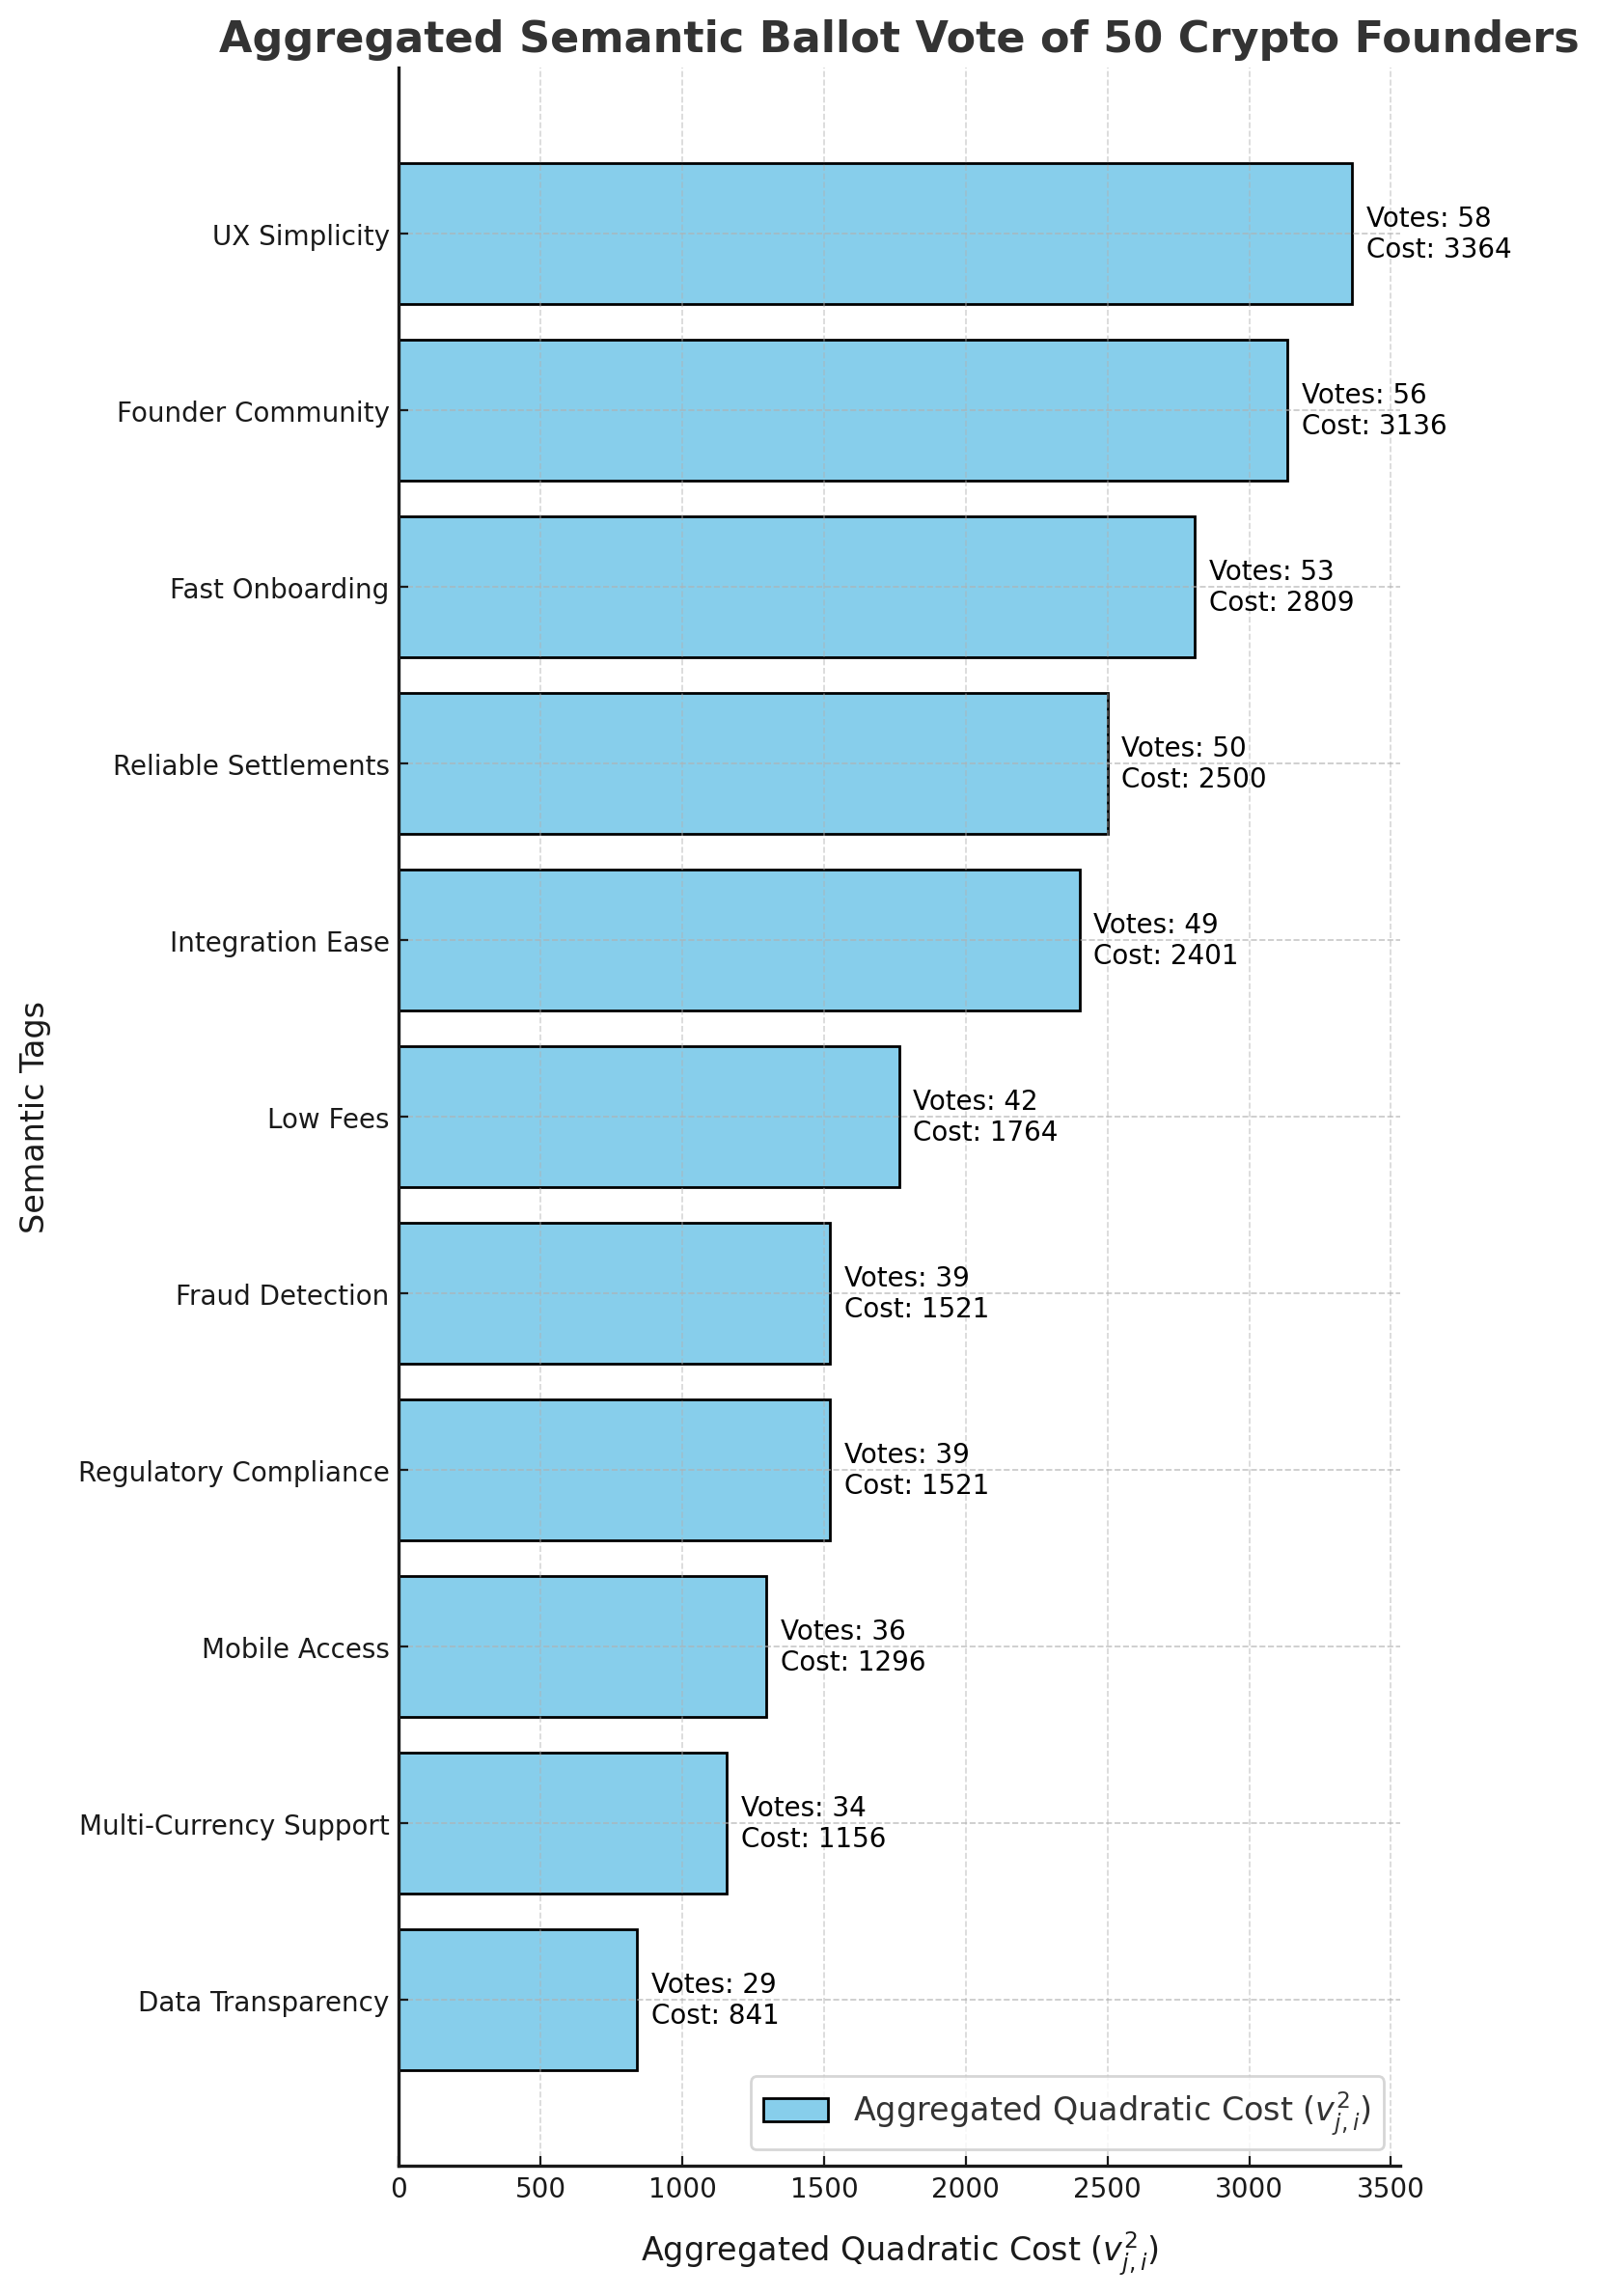 Aggregated Semantic Ballot Vote of 50 Crypto Founders
Semantic Tags
UX Simplicity
Votes: 58
Cost: 3364
Founder Community
Votes: 56
Cost: 3136
Fast Onboarding
Votes: 53
Cost: 2809
Reliable Settlements
Votes: 50
Cost: 2500
Integration Ease
Votes: 49
Cost: 2401
Low Fees
Votes: 42
Cost: 1764
Fraud Detection
Votes: 39
Cost: 1521
Regulatory Compliance
Votes: 39
Cost: 1521
Mobile Access
Votes: 36
Cost: 1296
Multi-Currency Support
Votes: 34
Cost: 1156
Data Transparency
Votes: 29
Cost: 841
Aggregated Quadratic Cost ($v_{j,i}^2$)
0 500 1000 1500 2000 2500 3000 3500
Aggregated Quadratic Cost ($v_{j,i}^2$)